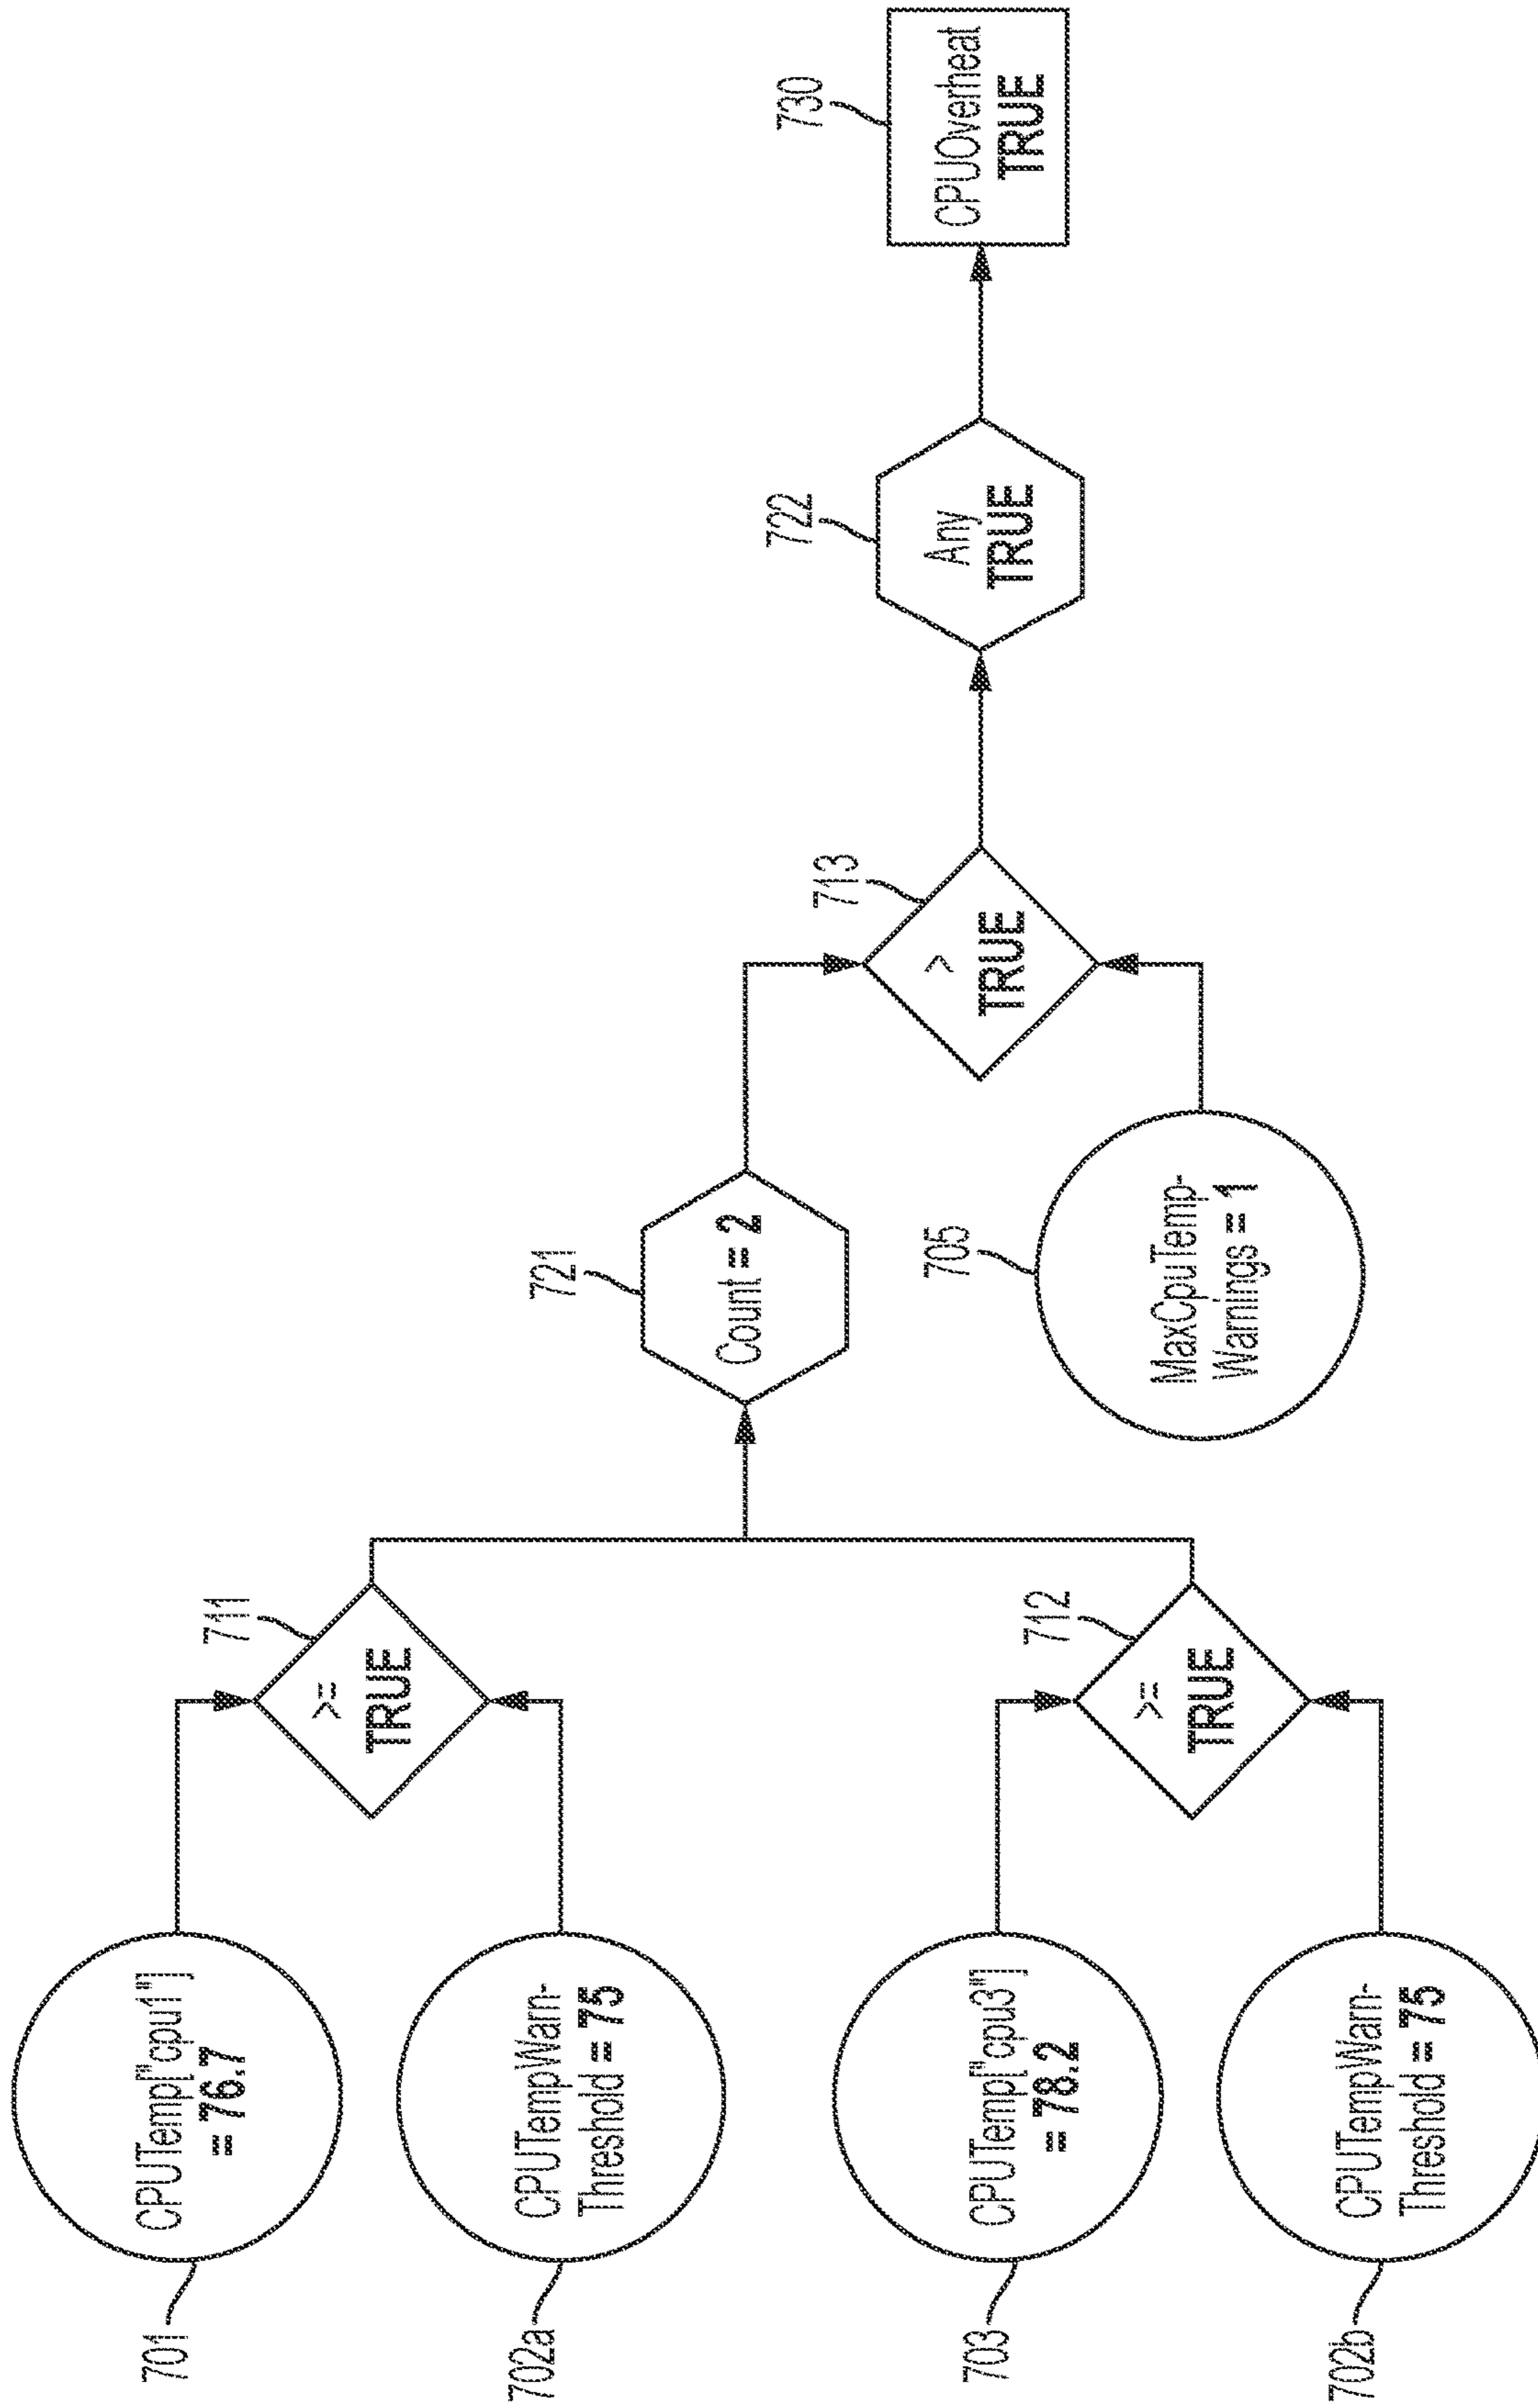 701
CPUTemp["cpu1"]
= 76.7
702a
CPUTempWarn-
Threshold = 75
711
>=
TRUE
703
CPUTemp["cpu3"]
= 78.2
702b
CPUTempWarn-
Threshold = 75
712
>=
TRUE
721
Count = 2
705
MaxCpuTemp-
Warnings = 1
713
>
TRUE
722
Any
TRUE
730
CPUOverheat
TRUE